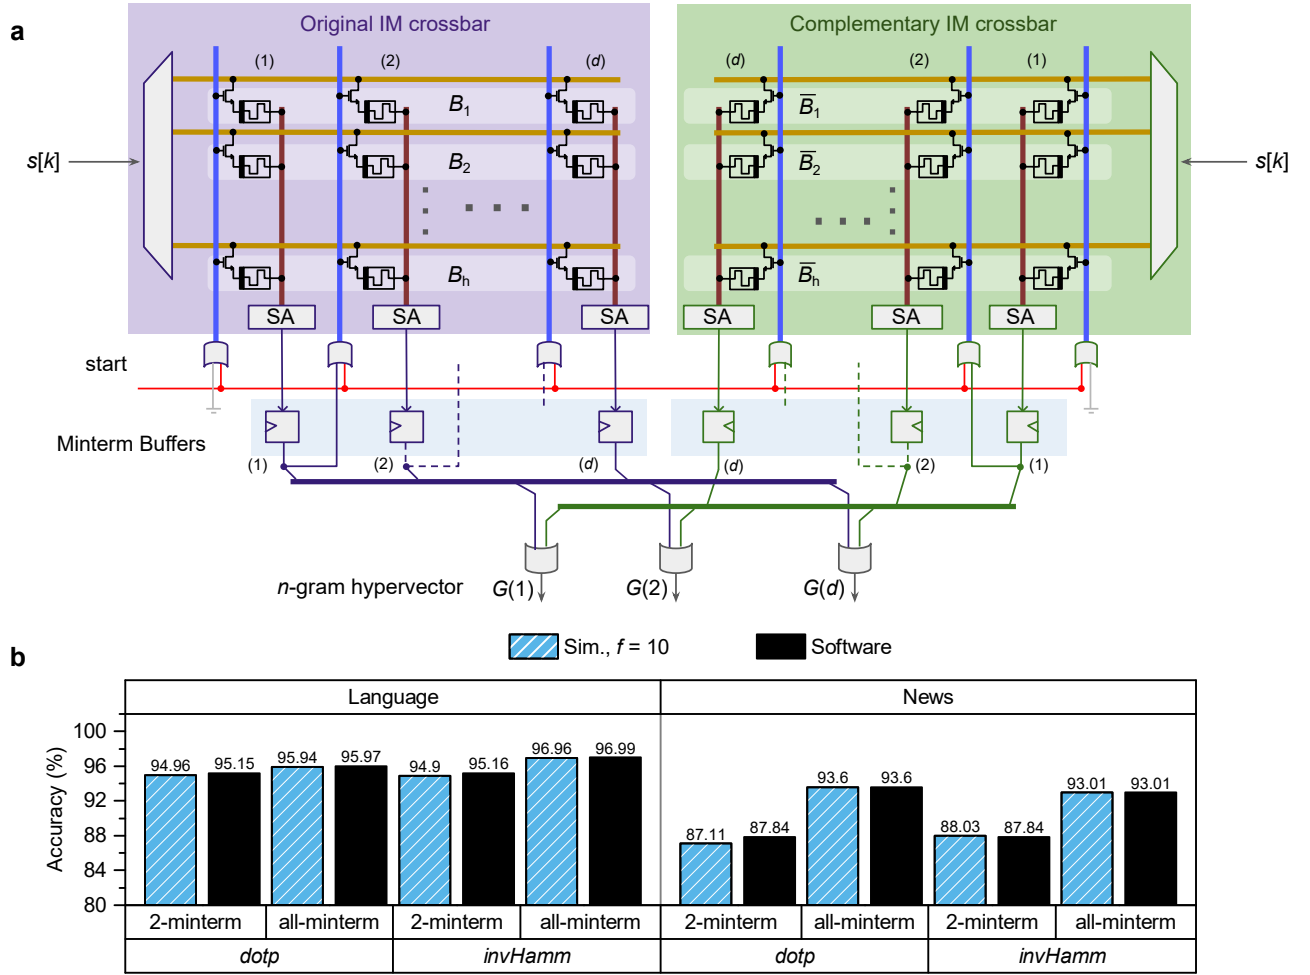 a
Original IM crossbar
Complementary IM crossbar
(1) (2) (d)
(d) (2) (1)
B1
B̅1
s[k]
B2
B̅2
s[k]
Bh
B̅h
SA SA SA SA SA SA
start
Minterm Buffers
(1) (2) (d) (d) (2) (1)
n-gram hypervector G(1) G(2) G(d)
b
Sim., f = 10 Software
Language News
Accuracy (%)
100
96
92
88
84
80
94.96 95.15 95.94 95.97 94.9 95.16 96.96 96.99
87.11 87.84 93.6 93.6 88.03 87.84 93.01 93.01
2-minterm all-minterm 2-minterm all-minterm 2-minterm all-minterm 2-minterm all-minterm
dotp invHamm dotp invHamm